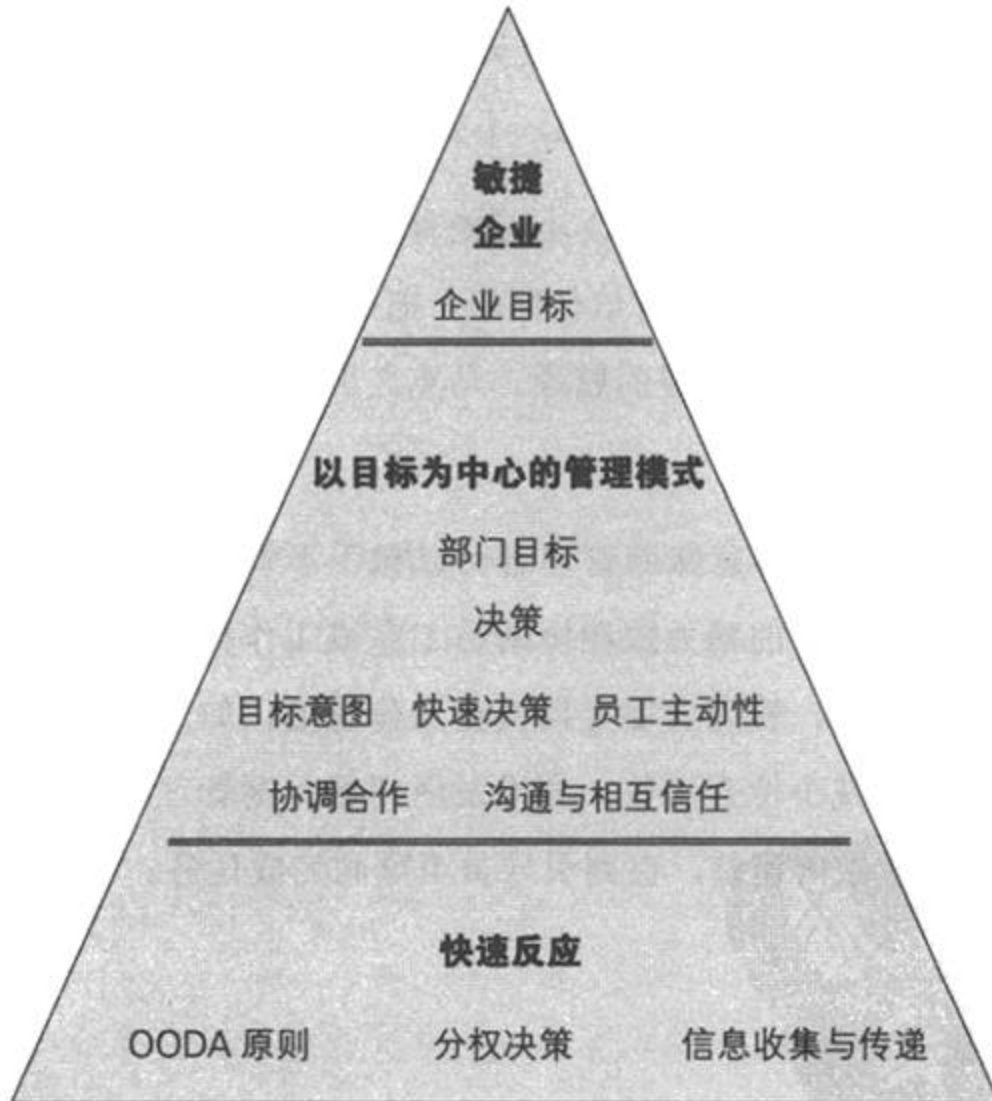 敏捷
企业
企业目标
以目标为中心的管理模式
部门目标
决策
目标意图 快速决策 员工主动性
协调合作 沟通与相互信任
快速反应
OODA 原则 分权决策 信息收集与传递